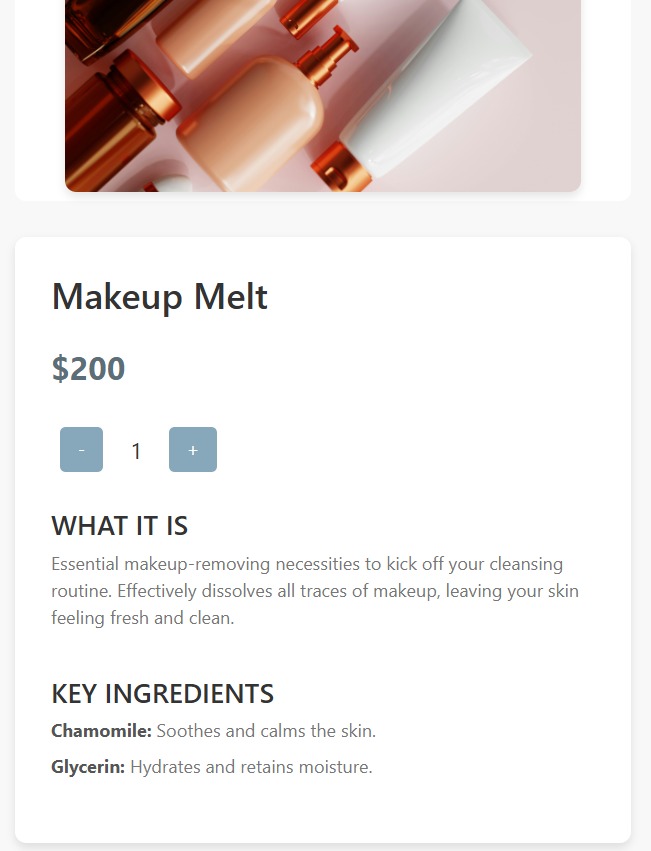 Makeup Melt
$200
- 1 +
WHAT IT IS
Essential makeup-removing necessities to kick off your cleansing
routine. Effectively dissolves all traces of makeup, leaving your skin
feeling fresh and clean.
KEY INGREDIENTS
Chamomile: Soothes and calms the skin.
Glycerin: Hydrates and retains moisture.